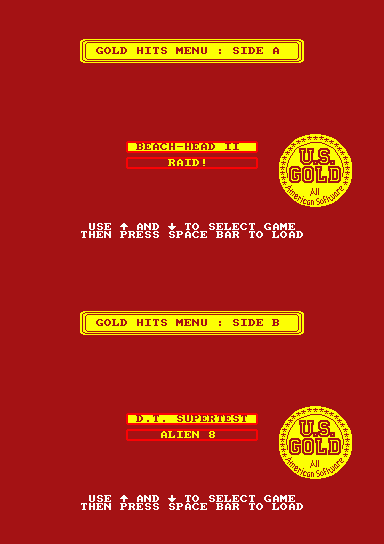 GOLD HITS MENU : SIDE A
BEACH-HEAD II
RAID!
U.S.
GOLD
All
American Software
USE ↑ AND ↓ TO SELECT GAME
THEN PRESS SPACE BAR TO LOAD
GOLD HITS MENU : SIDE B
D.T. SUPERTEST
ALIEN 8
U.S.
GOLD
All
American Software
USE ↑ AND ↓ TO SELECT GAME
THEN PRESS SPACE BAR TO LOAD